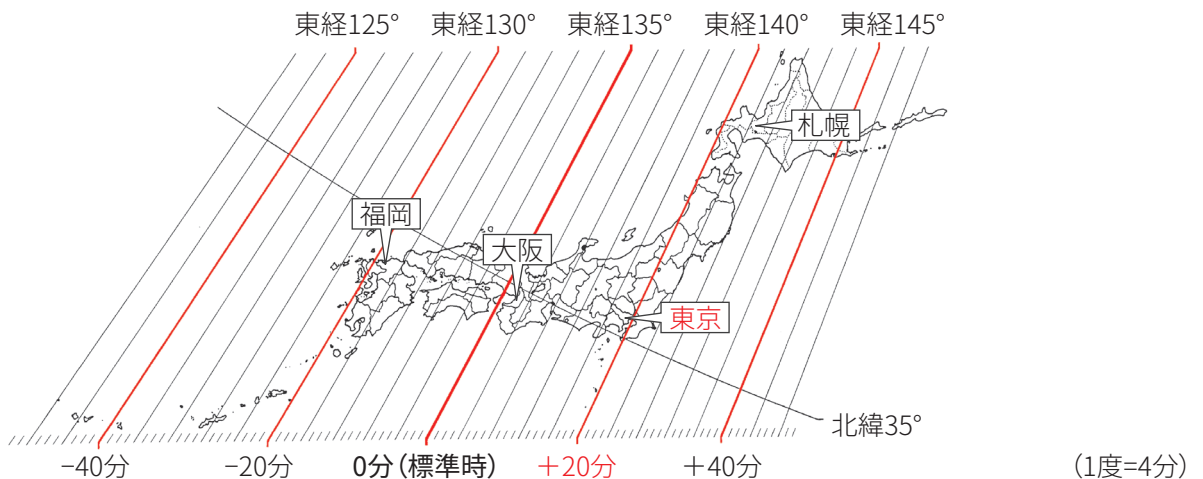 東経125° 東経130° 東経135° 東経140° 東経145°
札幌
福岡
大阪
東京
北緯35°
−40分 −20分 0分(標準時) +20分 +40分 (1度=4分)